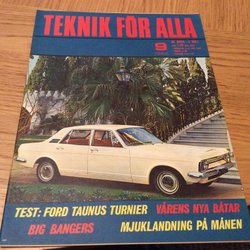 TEKNIK FÖR ALLA
9
TEST: FORD TAUNUS TURNIER VÅRENS NYA BÅTAR
BIG BANGERS MJUKLANDNING PÅ MÅNEN